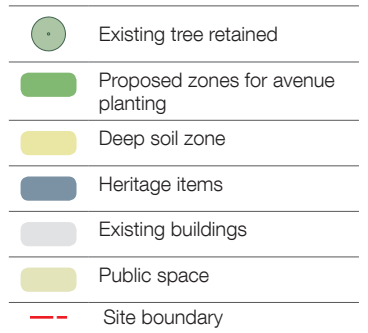 Existing tree retained
Proposed zones for avenue
planting
Deep soil zone
Heritage items
Existing buildings
Public space
Site boundary